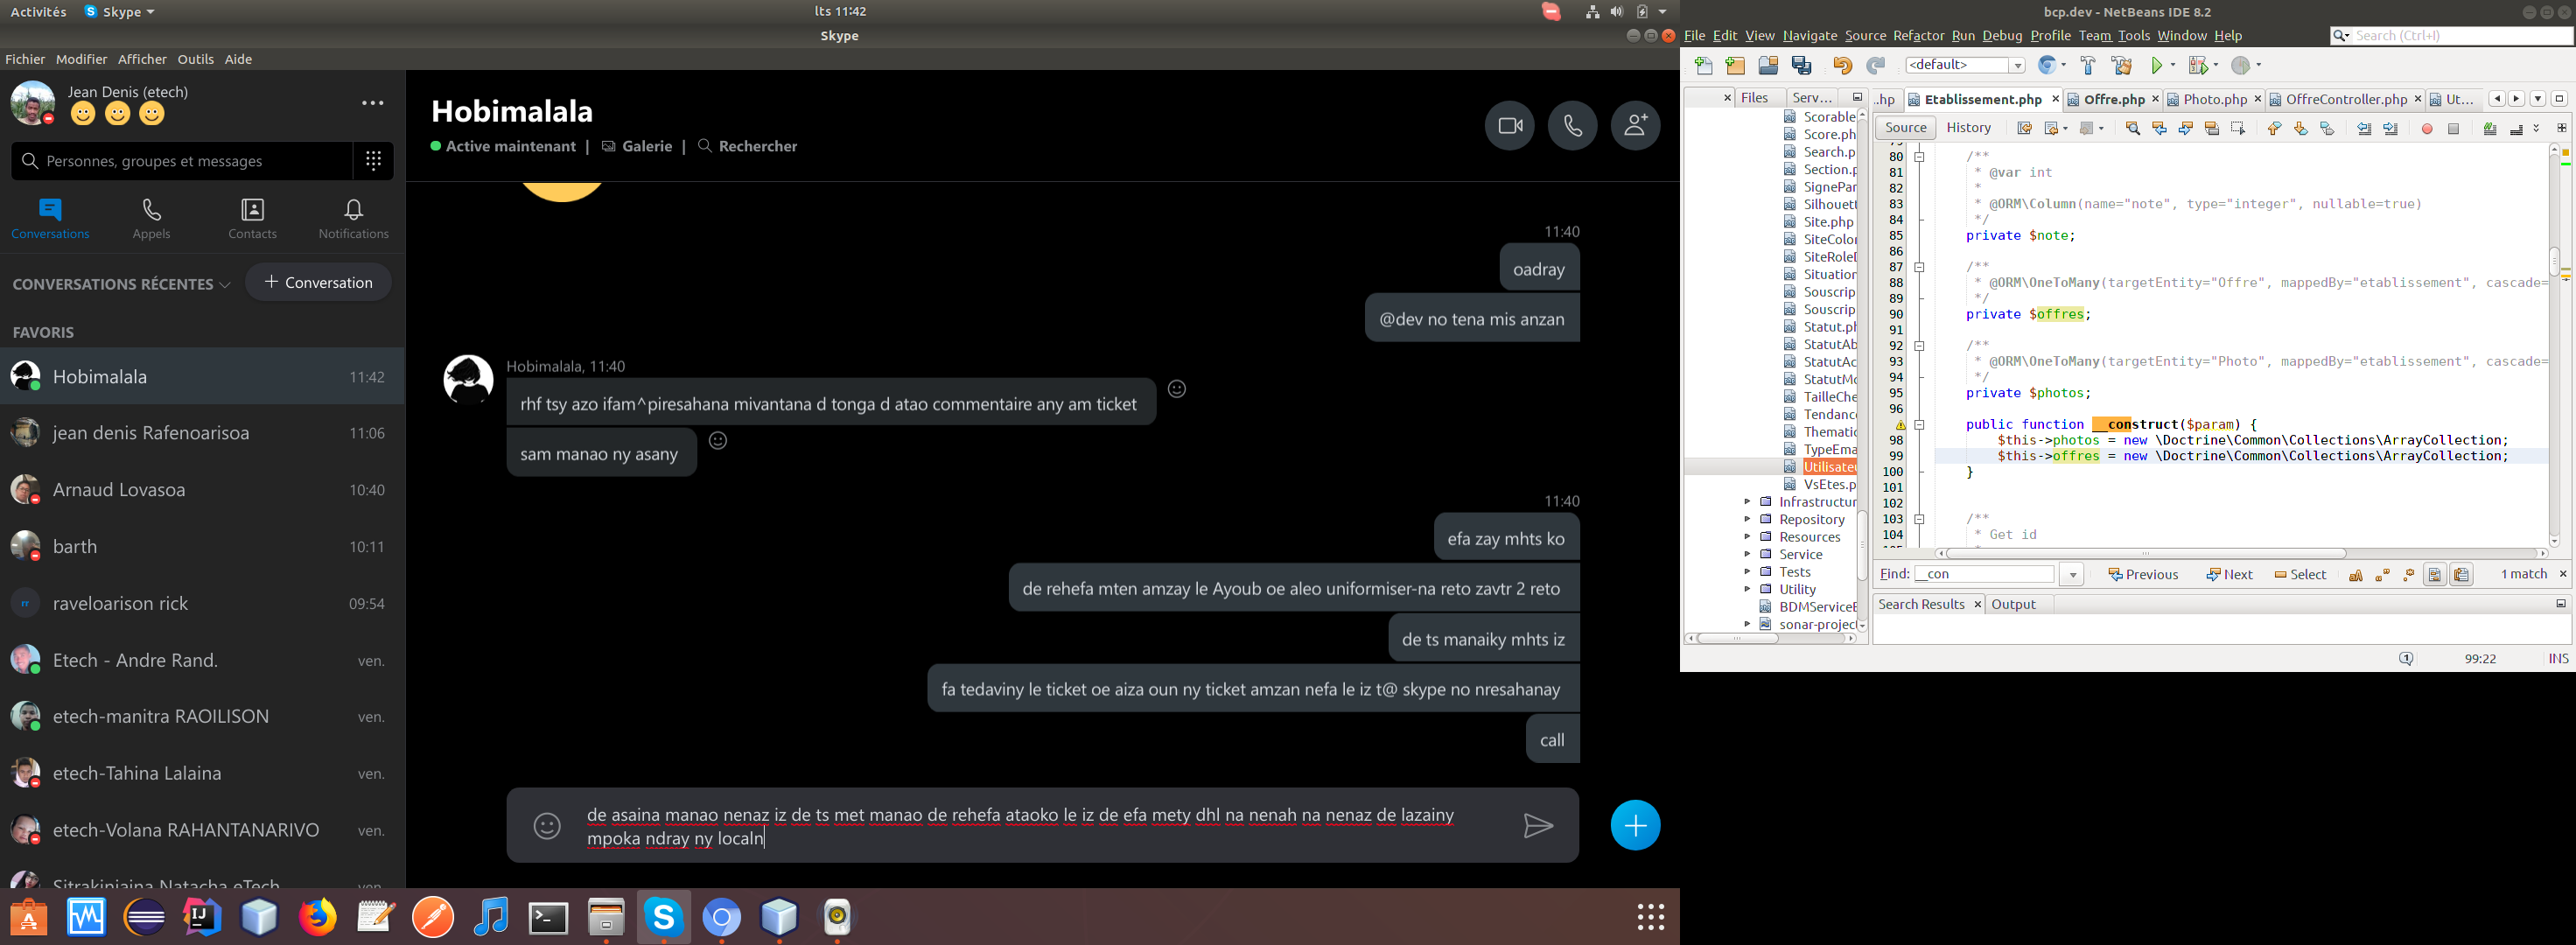 Activités
Skype
lts 11:42
Skype
Fichier Modifier Afficher Outils Aide
Jean Denis (etech)
Personnes, groupes et messages
Conversations Appels Contacts Notifications
CONVERSATIONS RÉCENTES
Conversation
FAVORIS
Hobimalala 11:42
jean denis Rafenoarisoa 11:06
Arnaud Lovasoa 10:40
barth 10:11
rr raveloarison rick 09:54
Etech - Andre Rand. ven.
etech-manitra RAOILISON ven.
etech-Tahina Lalaina ven.
etech-Volana RAHANTANARIVO ven.
Sitrakiniaina Natacha eTech ven.
Hobimalala
Active maintenant | Galerie | Rechercher
11:40
oadray
@dev no tena mis anzan
Hobimalala, 11:40
rhf tsy azo ifam^piresahana mivantana d tonga d atao commentaire any am ticket
sam manao ny asany
11:40
efa zay mhts ko
de rehefa mten amzay le Ayoub oe aleo uniformiser-na reto zavtr 2 reto
de ts manaiky mhts iz
fa tedaviny le ticket oe aiza oun ny ticket amzan nefa le iz t@ skype no nresahanay
call
de asaina manao nenaz iz de ts met manao de rehefa ataoko le iz de efa mety dhl na nenah na nenaz de lazainy
mpoka ndray ny localn
bcp.dev - NetBeans IDE 8.2
File Edit View Navigate Source Refactor Run Debug Profile Team Tools Window Help
Search (Ctrl+I)
<default>
Files Serv...
Scorable
Score.ph
Search.p
Section.p
SignePar
Silhouett
Site.php
SiteColor
SiteRoleD
Situation
Souscrip
Souscrip
Statut.ph
StatutAb
StatutAc
StatutMo
TailleChe
Tendance
Thematic
TypeEma
Utilisateu
VsEtes.p
Infrastructur
Repository
Resources
Service
Tests
Utility
BDMServiceB
sonar-project
.hp Etablissement.php Offre.php Photo.php OffreController.php Ut...
Source History
80 /**
81 * @var int
82 *
83 * @ORM\Column(name="note", type="integer", nullable=true)
84 */
85 private $note;
86
87 /**
88 * @ORM\OneToMany(targetEntity="Offre", mappedBy="etablissement", cascade=
89 */
90 private $offres;
91
92 /**
93 * @ORM\OneToMany(targetEntity="Photo", mappedBy="etablissement", cascade=
94 */
95 private $photos;
96
public function __construct($param) {
98 $this->photos = new \Doctrine\Common\Collections\ArrayCollection;
99 $this->offres = new \Doctrine\Common\Collections\ArrayCollection;
100 }
101
102
103 /**
104 * Get id
Find: __con Previous Next Select aA 1 match
Search Results Output
1 99:22 INS